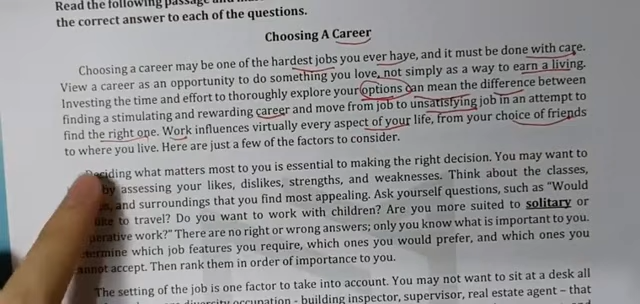 Read the following passage and
the correct answer to each of the questions.
Choosing A Career
Choosing a career may be one of the hardest jobs you ever have, and it must be done with care.
View a career as an opportunity to do something you love, not simply as a way to earn a living.
Investing the time and effort to thoroughly explore your options can mean the difference between
finding a stimulating and rewarding career and move from job to unsatisfying job in an attempt to
find the right one. Work influences virtually every aspect of your life, from your choice of friends
to where you live. Here are just a few of the factors to consider.
Deciding what matters most to you is essential to making the right decision. You may want to
by assessing your likes, dislikes, strengths, and weaknesses. Think about the classes,
and surroundings that you find most appealing. Ask yourself questions, such as "Would
to travel? Do you want to work with children? Are you more suited to solitary or
work?" There are no right or wrong answers; only you know what is important to you.
which job features you require, which ones you would prefer, and which ones you
accept. Then rank them in order of importance to you.
The setting of the job is one factor to take into account. You may not want to sit at a desk all
occupation - building inspector, supervisor, real estate agent - that